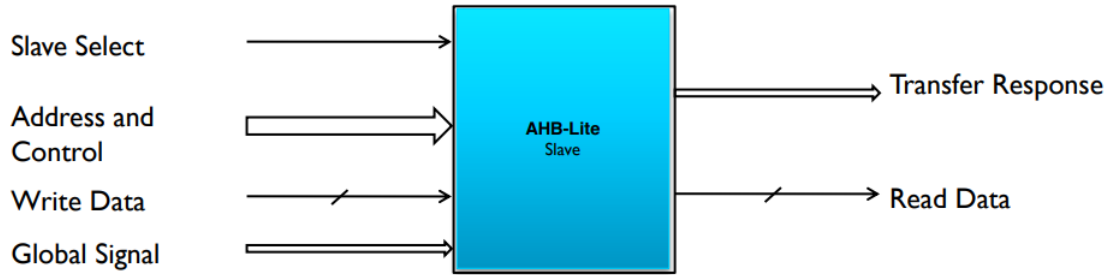 Slave Select
Address and
Control
Write Data
Global Signal
AHB-Lite
Slave
Transfer Response
Read Data